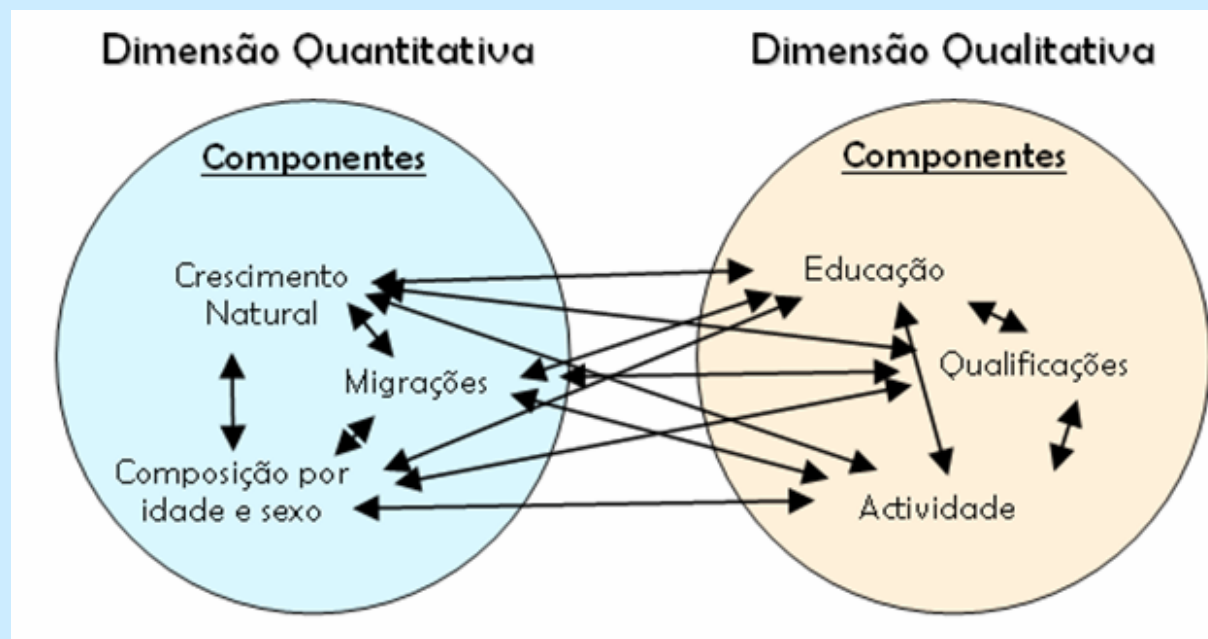 Dimensão Quantitativa
Dimensão Qualitativa
Componentes
Componentes
Crescimento
Natural
Migrações
Composição por
idade e sexo
Educação
Qualificações
Actividade